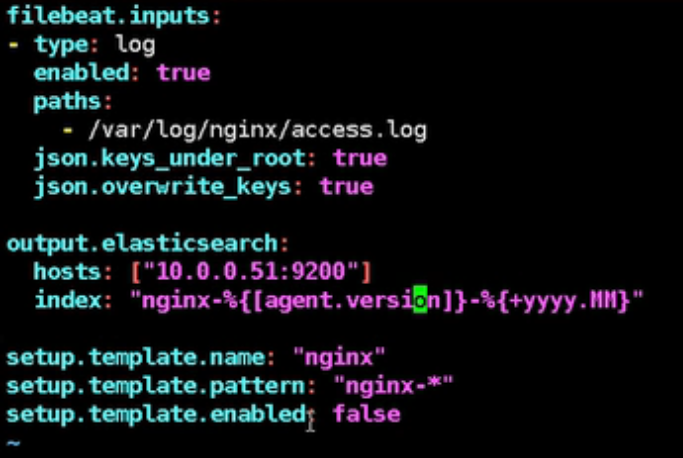 filebeat.inputs:
- type: log
  enabled: true
  paths:
    - /var/log/nginx/access.log
  json.keys_under_root: true
  json.overwrite_keys: true
output.elasticsearch:
  hosts: ["10.0.0.51:9200"]
  index: "nginx-%{[agent.version]}-%{+yyyy.MM}"
setup.template.name: "nginx"
setup.template.pattern: "nginx-*"
setup.template.enabled: false
~